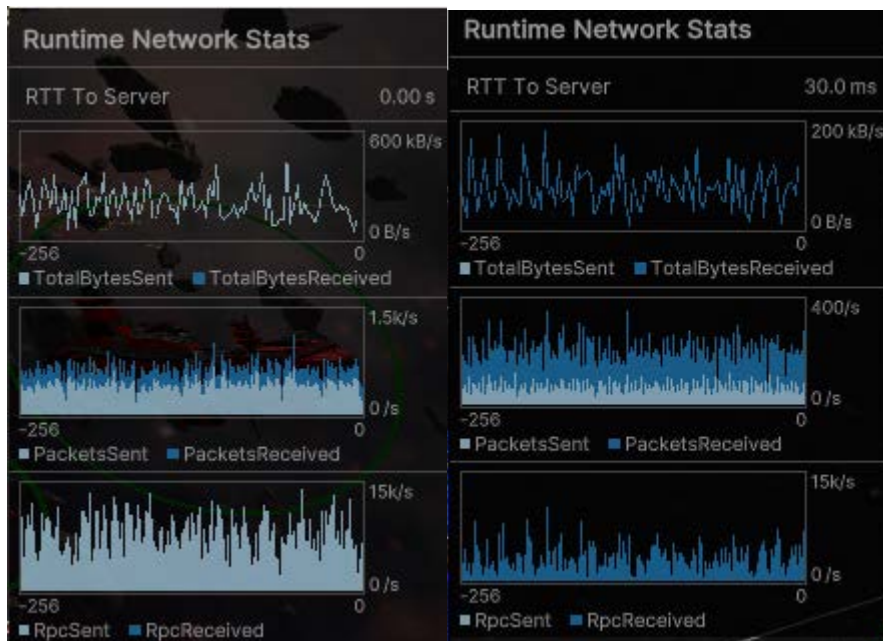 Runtime Network Stats
RTT To Server 0.00 s
600 kB/s
0 B/s
-256 0
TotalBytesSent TotalBytesReceived
1.5k/s
0 /s
-256 0
PacketsSent PacketsReceived
15k/s
0 /s
-256 0
RpcSent RpcReceived
Runtime Network Stats
RTT To Server 30.0 ms
200 kB/s
0 B/s
-256 0
TotalBytesSent TotalBytesReceived
400/s
0 /s
-256 0
PacketsSent PacketsReceived
15k/s
0 /s
-256 0
RpcSent RpcReceived